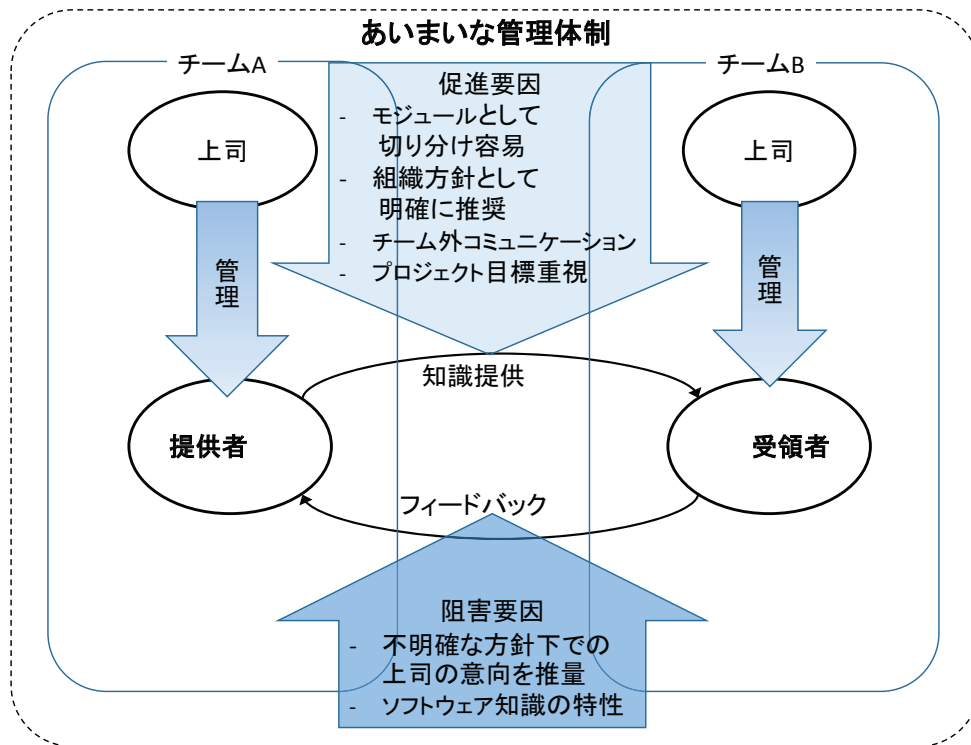 あいまいな管理体制
チームA
チームB
上司
促進要因
- モジュールとして
切り分け容易
- 組織方針として
明確に推奨
- チーム外コミュニケーション
- プロジェクト目標重視
上司
管理
管理
知識提供
提供者
受領者
フィードバック
阻害要因
- 不明確な方針下での
上司の意向を推量
- ソフトウェア知識の特性